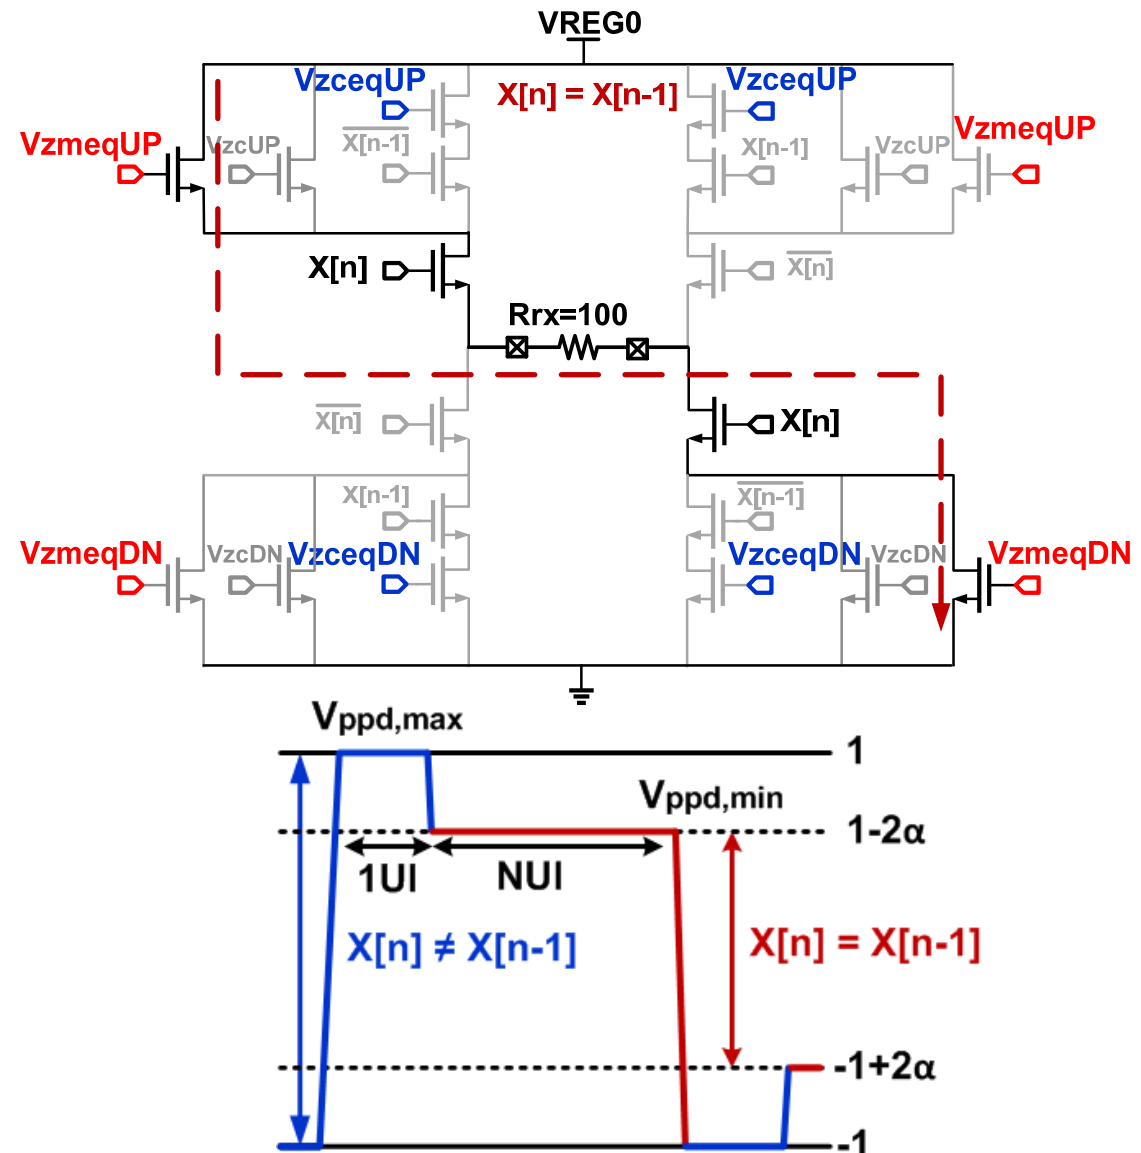 VREG0
VzceqUP
X[n] = X[n-1]
VzceqUP
VzmeqUP
VzcUP
X[n-1]
X[n-1]
VzcUP
VzmeqUP
X[n]
X[n]
Rrx=100
X[n]
X[n]
X[n-1]
X[n-1]
VzmeqDN
VzcDN
VzceqDN
VzceqDN
VzcDN
VzmeqDN
Vppd,max
1
Vppd,min
1-2α
1UI
NUI
X[n] ≠ X[n-1]
X[n] = X[n-1]
-1+2α
-1